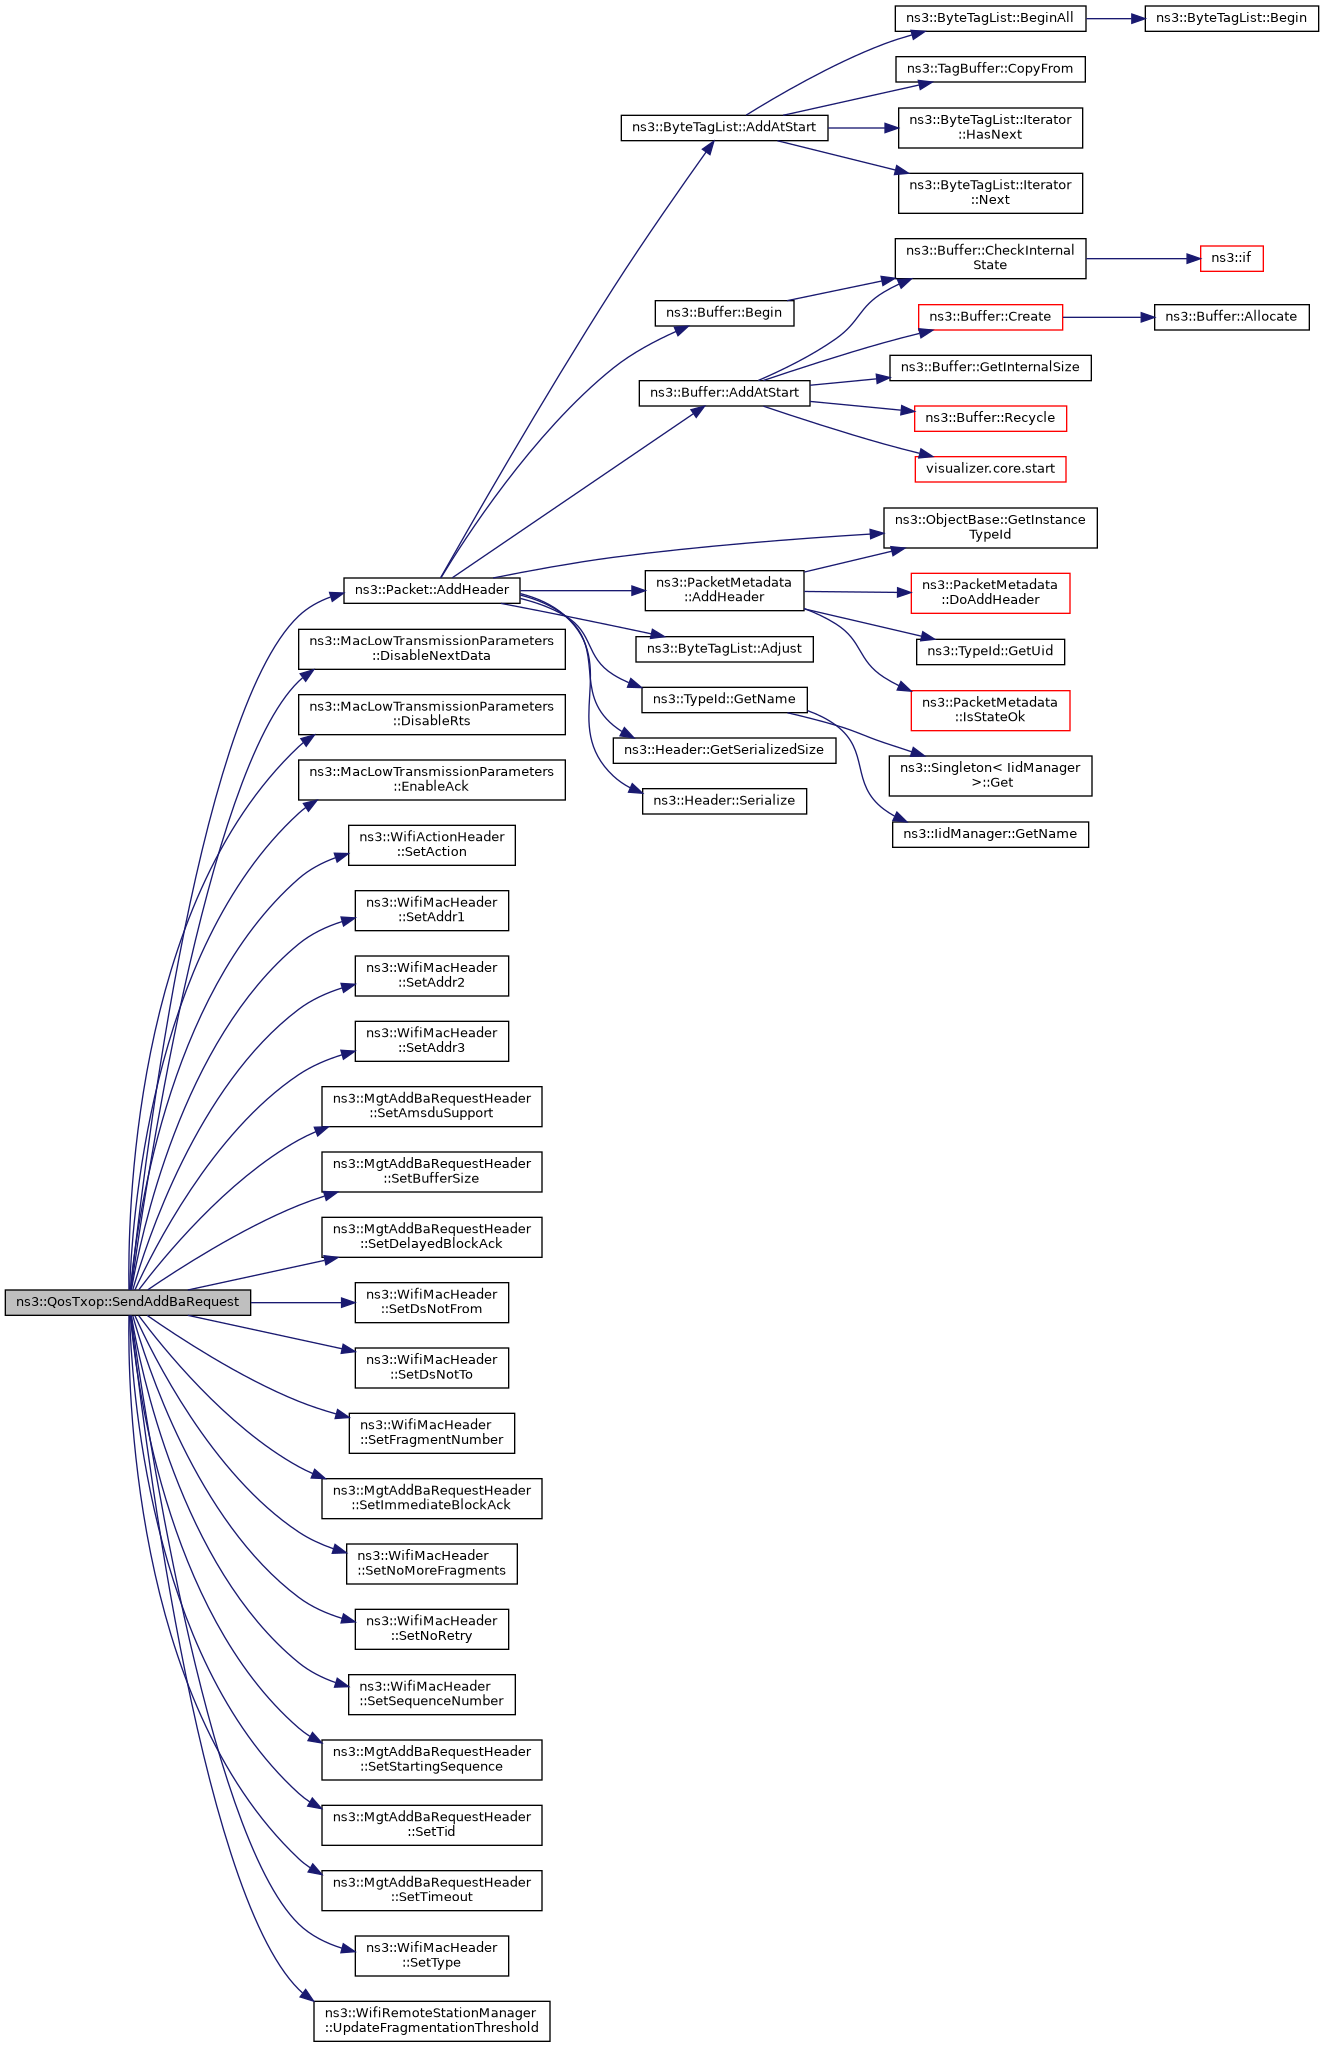 ns3::QosTxop::SendAddBaRequest
ns3::Packet::AddHeader
ns3::MacLowTransmissionParameters
::DisableNextData
ns3::MacLowTransmissionParameters
::DisableRts
ns3::MacLowTransmissionParameters
::EnableAck
ns3::WifiActionHeader
::SetAction
ns3::WifiMacHeader
::SetAddr1
ns3::WifiMacHeader
::SetAddr2
ns3::WifiMacHeader
::SetAddr3
ns3::MgtAddBaRequestHeader
::SetAmsduSupport
ns3::MgtAddBaRequestHeader
::SetBufferSize
ns3::MgtAddBaRequestHeader
::SetDelayedBlockAck
ns3::WifiMacHeader
::SetDsNotFrom
ns3::WifiMacHeader
::SetDsNotTo
ns3::WifiMacHeader
::SetFragmentNumber
ns3::MgtAddBaRequestHeader
::SetImmediateBlockAck
ns3::WifiMacHeader
::SetNoMoreFragments
ns3::WifiMacHeader
::SetNoRetry
ns3::WifiMacHeader
::SetSequenceNumber
ns3::MgtAddBaRequestHeader
::SetStartingSequence
ns3::MgtAddBaRequestHeader
::SetTid
ns3::MgtAddBaRequestHeader
::SetTimeout
ns3::WifiMacHeader
::SetType
ns3::WifiRemoteStationManager
::UpdateFragmentationThreshold
ns3::ByteTagList::AddAtStart
ns3::Buffer::Begin
ns3::Buffer::AddAtStart
ns3::PacketMetadata
::AddHeader
ns3::ByteTagList::Adjust
ns3::TypeId::GetName
ns3::Header::GetSerializedSize
ns3::Header::Serialize
ns3::ByteTagList::BeginAll
ns3::TagBuffer::CopyFrom
ns3::ByteTagList::Iterator
::HasNext
ns3::ByteTagList::Iterator
::Next
ns3::Buffer::CheckInternal
State
ns3::Buffer::Create
ns3::Buffer::GetInternalSize
ns3::Buffer::Recycle
visualizer.core.start
ns3::ObjectBase::GetInstance
TypeId
ns3::PacketMetadata
::DoAddHeader
ns3::TypeId::GetUid
ns3::PacketMetadata
::IsStateOk
ns3::Singleton< IidManager
>::Get
ns3::IidManager::GetName
ns3::ByteTagList::Begin
ns3::if
ns3::Buffer::Allocate